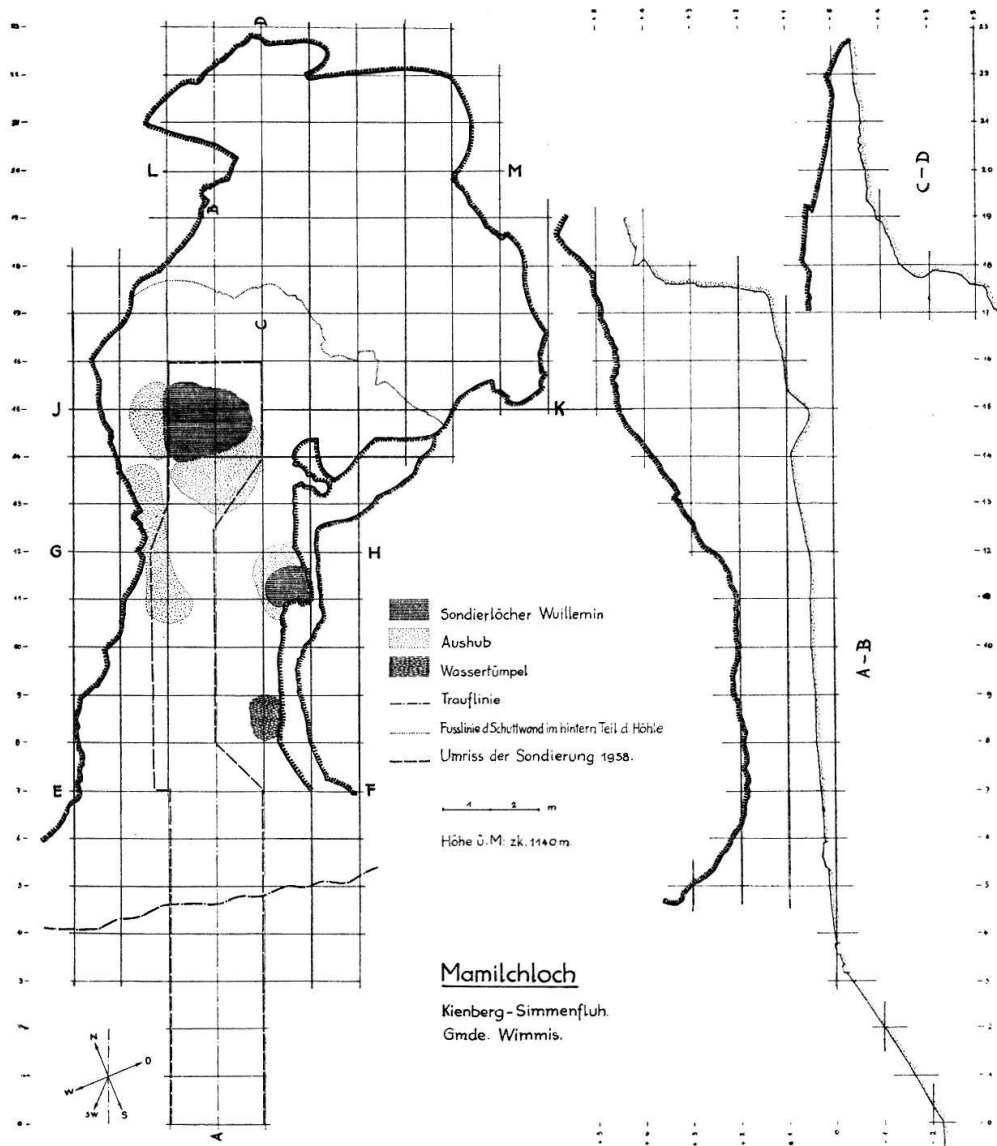 D
L
M
B
C
J
K
G
H
E
F
A
C-D
A-B
Sondierlöcher Wuillemin
Aushub
Wassertümpel
Trauflinie
Fusslinie d Schuttwand im hintern Teil d. Höhle
Umriss der Sondierung 1958.
1 2 m
Höhe ü.M: zk. 1140 m.
Mamilchloch
Kienberg-Simmenfluh.
Gmde. Wimmis.
N
O
W
SW
S